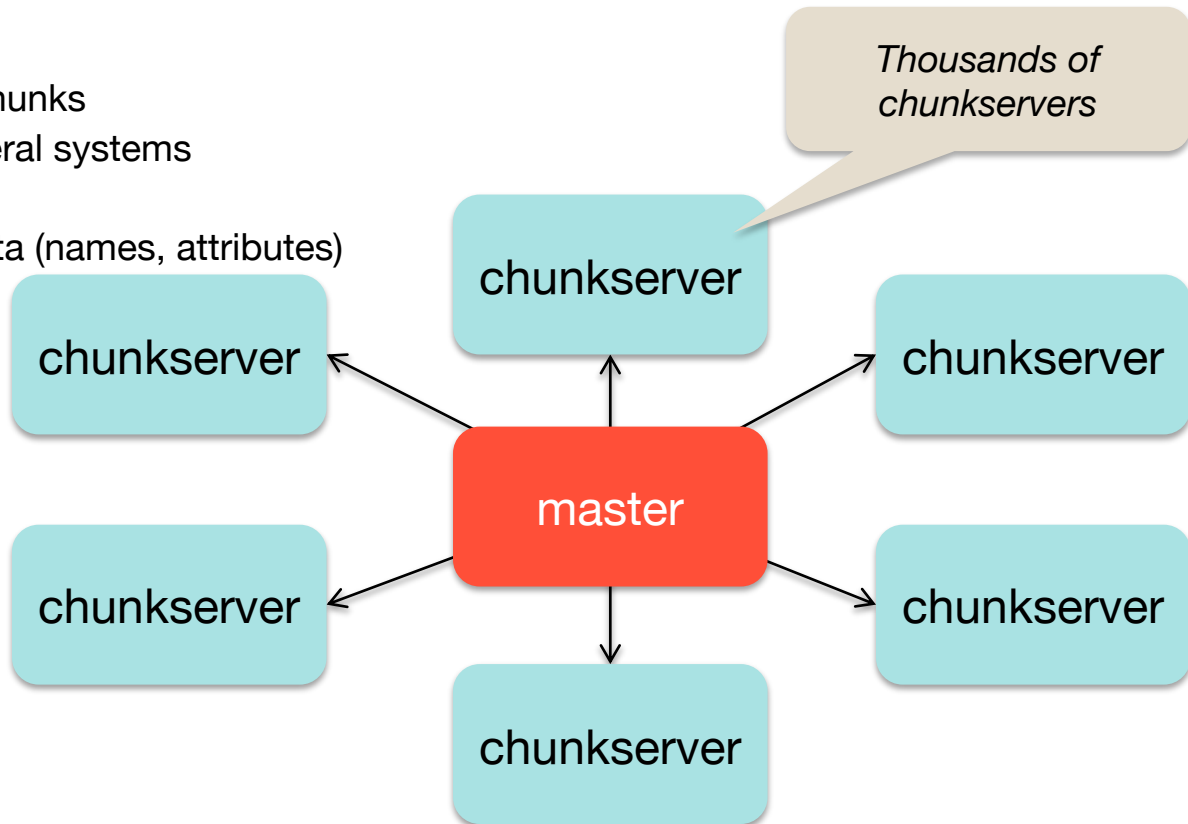 Thousands of
chunkservers
hunks
eral systems
ta (names, attributes)
chunkserver
chunkserver
chunkserver
master
chunkserver
chunkserver
chunkserver